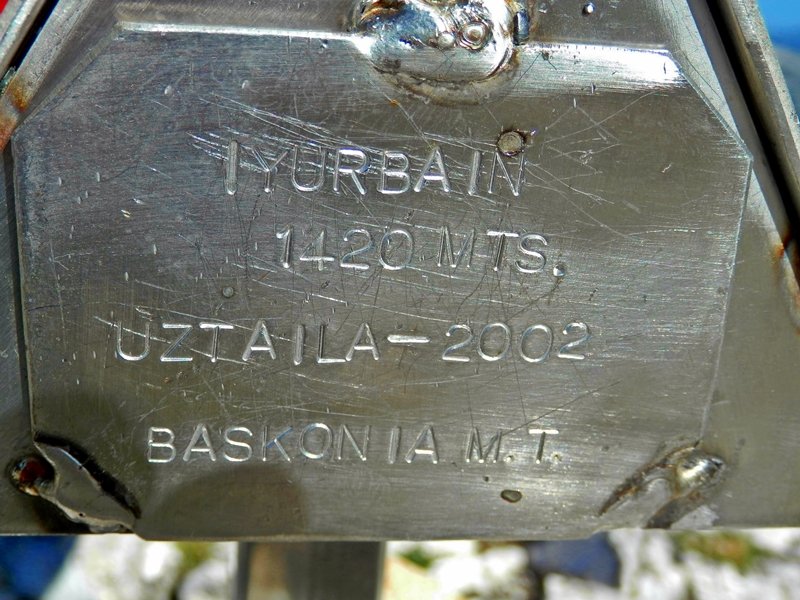 IYURBAIN
1420 MTS.
UZTAILA-2002
BASKONIA M.T.